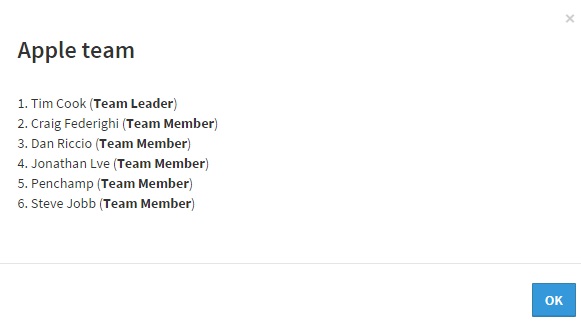 ×
Apple team
1. Tim Cook (Team Leader)
2. Craig Federighi (Team Member)
3. Dan Riccio (Team Member)
4. Jonathan Lve (Team Member)
5. Penchamp (Team Member)
6. Steve Jobb (Team Member)
OK